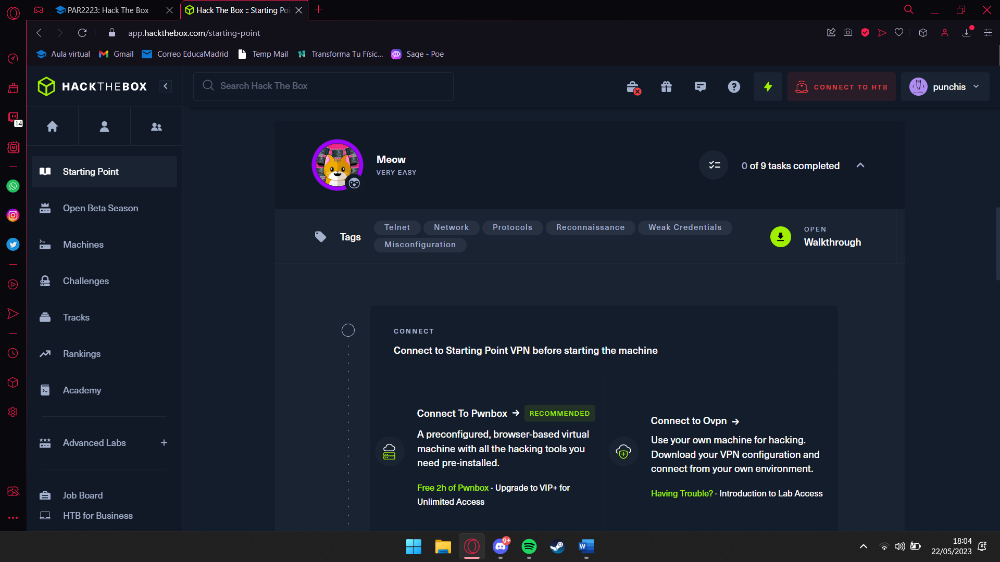 PAR2223: Hack The Box
Hack The Box :: Starting Poi
app.hackthebox.com/starting-point
Aula virtual
Gmail
Correo EducaMadrid
Temp Mail
Transforma Tu Físic...
Sage - Poe
HACKTHEBOX
Search Hack The Box
CONNECT TO HTB
punchis
14
Starting Point
Open Beta Season
Machines
Challenges
Tracks
Rankings
Academy
Advanced Labs
Job Board
HTB for Business
Meow
VERY EASY
0 of 9 tasks completed
Tags
Telnet
Network
Protocols
Reconnaissance
Weak Credentials
Misconfiguration
OPEN
Walkthrough
CONNECT
Connect to Starting Point VPN before starting the machine
Connect To Pwnbox →
RECOMMENDED
A preconfigured, browser-based virtual
machine with all the hacking tools you
need pre-installed.
Free 2h of Pwnbox - Upgrade to VIP+ for
Unlimited Access
Connect to Ovpn →
Use your own machine for hacking.
Download your VPN configuration and
connect from your own environment.
Having Trouble? - Introduction to Lab Access
9+
W
18:04
22/05/2023